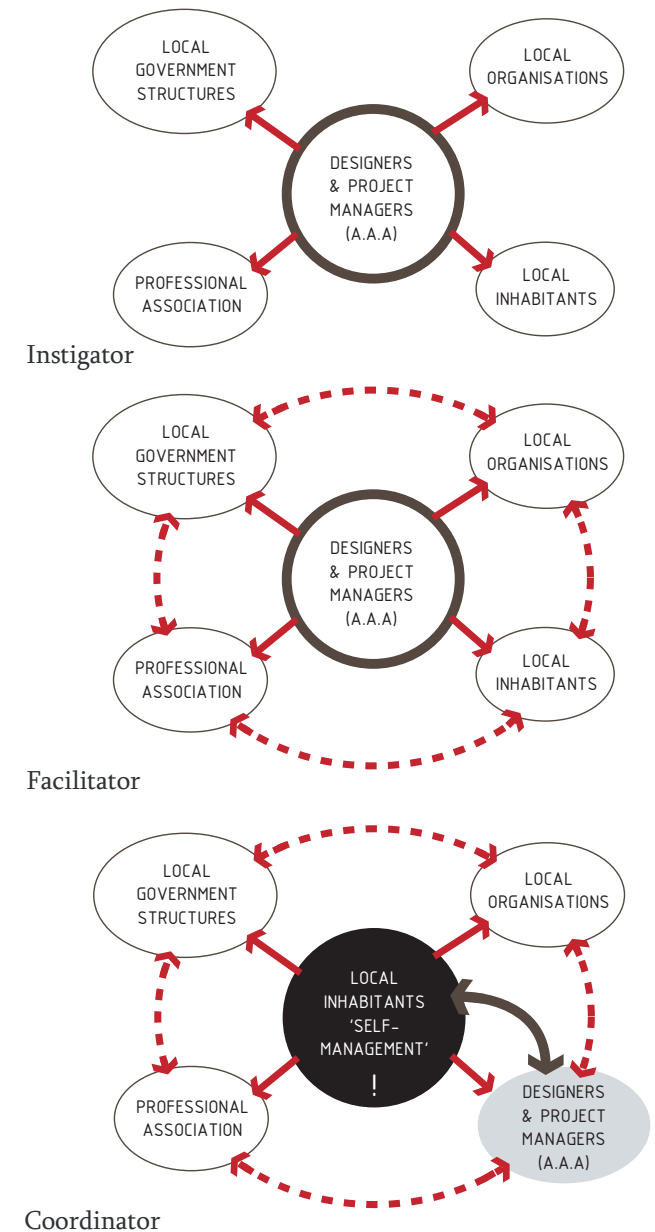 LOCAL
GOVERNMENT
STRUCTURES
LOCAL
ORGANISATIONS
DESIGNERS
& PROJECT
MANAGERS
(A.A.A)
PROFESSIONAL
ASSOCIATION
LOCAL
INHABITANTS
Instigator
LOCAL
GOVERNMENT
STRUCTURES
LOCAL
ORGANISATIONS
DESIGNERS
& PROJECT
MANAGERS
(A.A.A)
PROFESSIONAL
ASSOCIATION
LOCAL
INHABITANTS
Facilitator
LOCAL
GOVERNMENT
STRUCTURES
LOCAL
ORGANISATIONS
LOCAL
INHABITANTS
'SELF-
MANAGEMENT'
!
PROFESSIONAL
ASSOCIATION
DESIGNERS
& PROJECT
MANAGERS
(A.A.A)
Coordinator